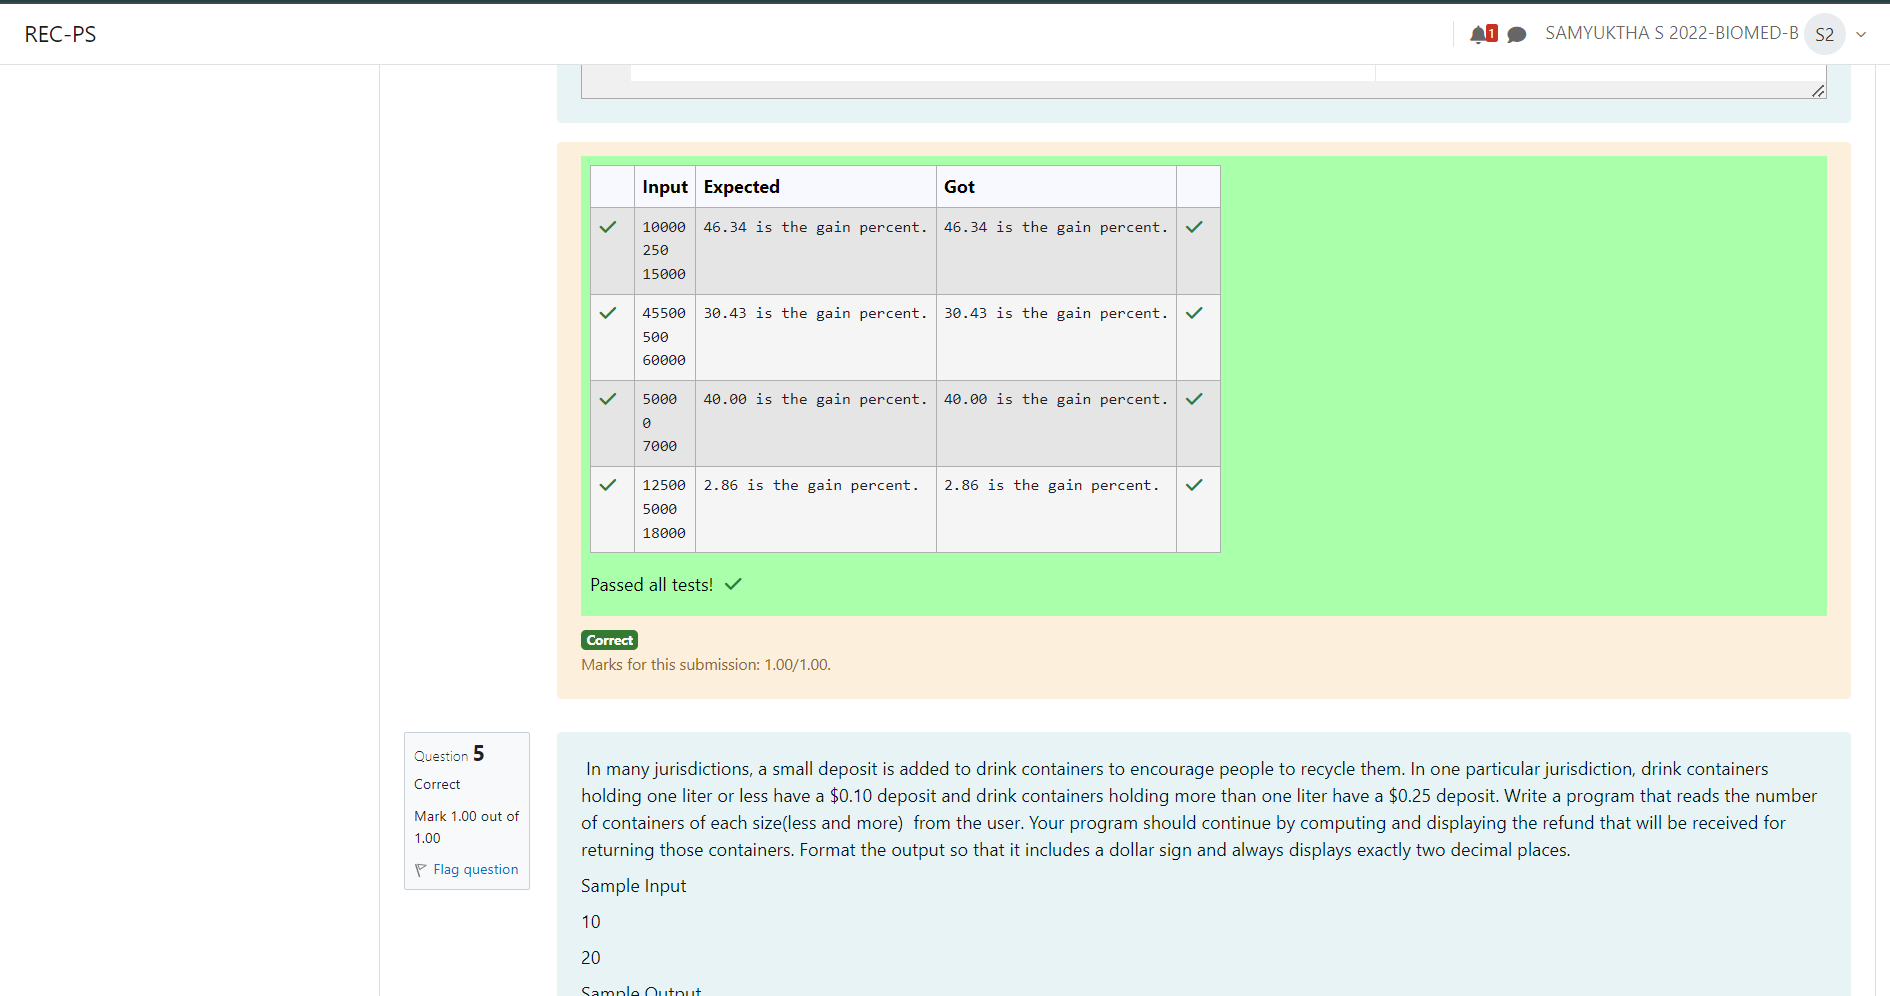 REC-PS
1
SAMYUKTHA S 2022-BIOMED-B
S2
Input Expected Got
10000 46.34 is the gain percent. 46.34 is the gain percent.
250
15000
45500 30.43 is the gain percent. 30.43 is the gain percent.
500
60000
5000 40.00 is the gain percent. 40.00 is the gain percent.
0
7000
12500 2.86 is the gain percent. 2.86 is the gain percent.
5000
18000
Passed all tests!
Correct
Marks for this submission: 1.00/1.00.
Question 5
Correct
Mark 1.00 out of
1.00
Flag question
In many jurisdictions, a small deposit is added to drink containers to encourage people to recycle them. In one particular jurisdiction, drink containers
holding one liter or less have a $0.10 deposit and drink containers holding more than one liter have a $0.25 deposit. Write a program that reads the number
of containers of each size(less and more)  from the user. Your program should continue by computing and displaying the refund that will be received for
returning those containers. Format the output so that it includes a dollar sign and always displays exactly two decimal places.
Sample Input
10
20
Sample Output